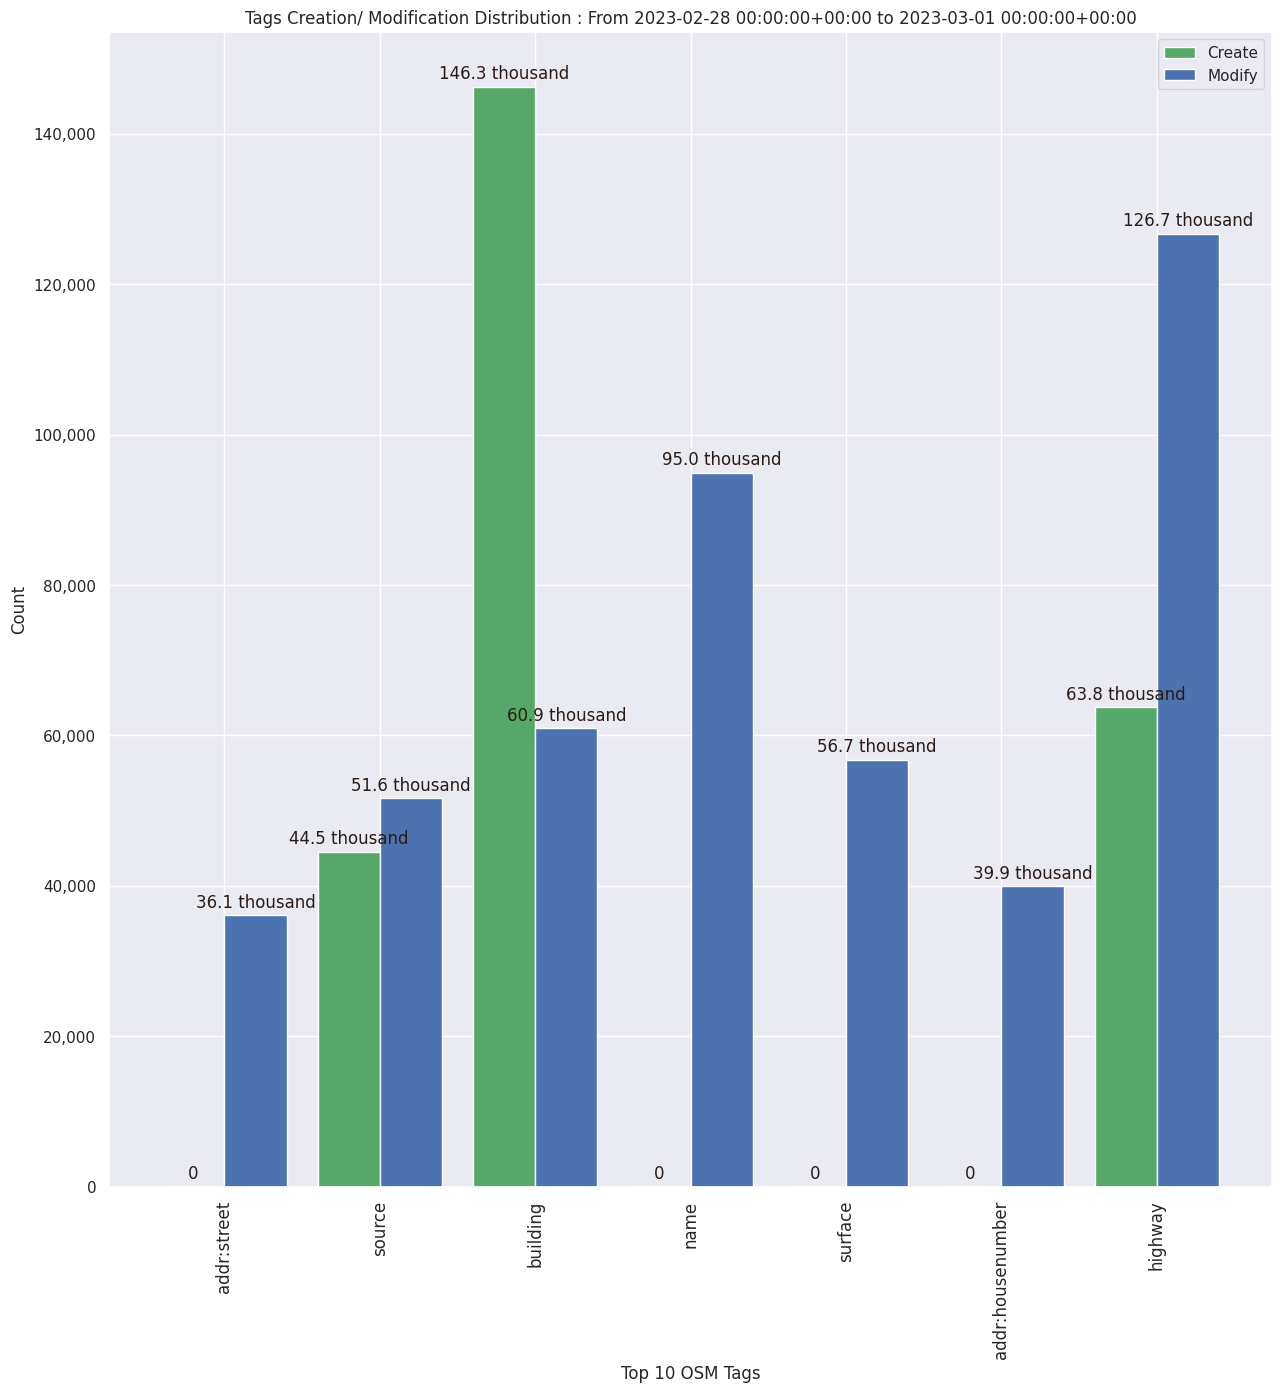 Tags Creation/ Modification Distribution : From 2023-02-28 00:00:00+00:00 to 2023-03-01 00:00:00+00:00
Create
Modify
146.3 thousand
140,000
126.7 thousand
120,000
100,000
95.0 thousand
80,000
Count
63.8 thousand
60.9 thousand
60,000
56.7 thousand
51.6 thousand
44.5 thousand
40,000
39.9 thousand
36.1 thousand
20,000
0
0
0
0
0
addr:street
source
building
name
surface
addr:housenumber
highway
Top 10 OSM Tags